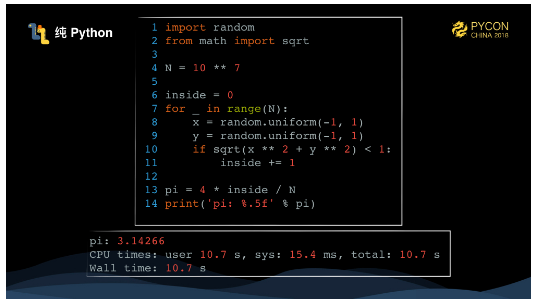 纯 Python
PYCON
CHINA 2018
1 import random
2 from math import sqrt
3
4 N = 10 ** 7
5
6 inside = 0
7 for _ in range(N):
8     x = random.uniform(-1, 1)
9     y = random.uniform(-1, 1)
10     if sqrt(x ** 2 + y ** 2) < 1:
11         inside += 1
12
13 pi = 4 * inside / N
14 print('pi: %.5f' % pi)
pi: 3.14266
CPU times: user 10.7 s, sys: 15.4 ms, total: 10.7 s
Wall time: 10.7 s